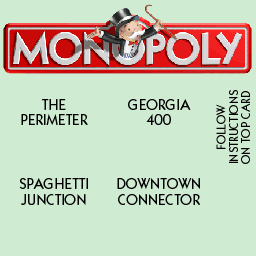 MONOPOLY
THE
PERIMETER
GEORGIA
400
FOLLOW
INSTRUCTIONS
ON TOP CARD
SPAGHETTI
JUNCTION
DOWNTOWN
CONNECTOR